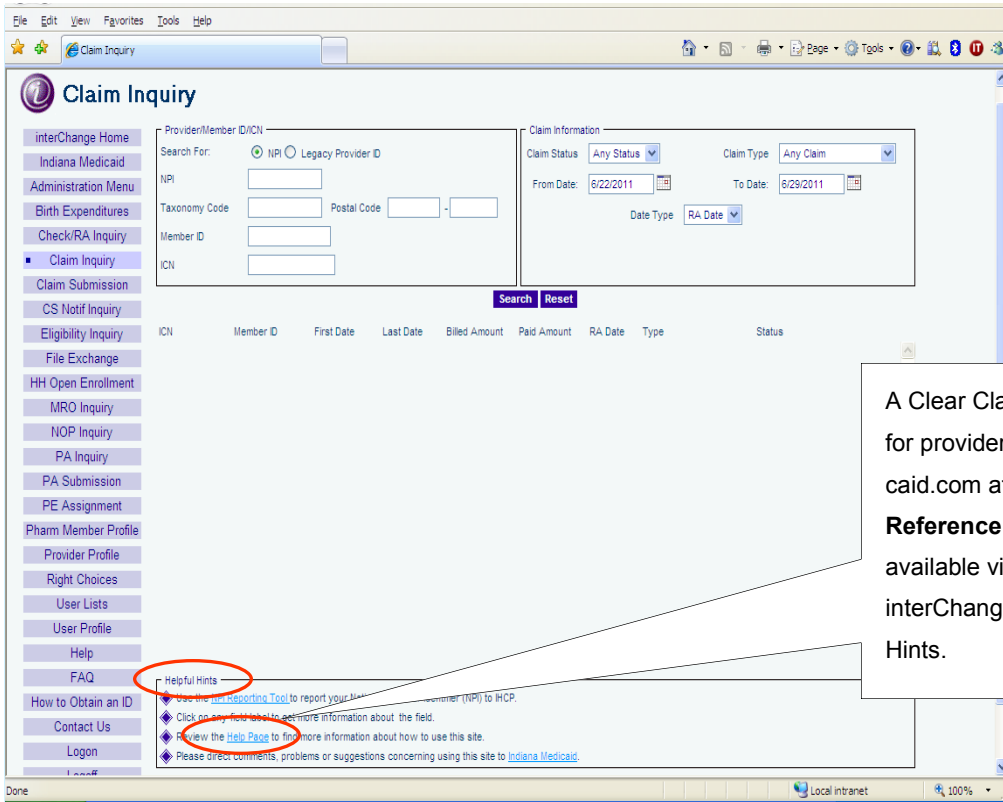 File Edit View Favorites Tools Help
Claim Inquiry
Page Tools
Claim Inquiry
interChange Home
Indiana Medicaid
Administration Menu
Birth Expenditures
Check/RA Inquiry
Claim Inquiry
Claim Submission
CS Notif Inquiry
Eligibility Inquiry
File Exchange
HH Open Enrollment
MRO Inquiry
NOP Inquiry
PA Inquiry
PA Submission
PE Assignment
Pharm Member Profile
Provider Profile
Right Choices
User Lists
User Profile
Help
FAQ
How to Obtain an ID
Contact Us
Logon
Logoff
Provider/Member ID/ICN
Search For: NPI Legacy Provider ID
NPI
Taxonomy Code Postal Code -
Member ID
ICN
Claim Information
Claim Status Any Status Claim Type Any Claim
From Date: 6/22/2011 To Date: 6/29/2011
Date Type RA Date
Search Reset
ICN Member ID First Date Last Date Billed Amount Paid Amount RA Date Type Status
A Clear Cla
for provider
caid.com at
Reference
available vi
interChang
Hints.
Helpful Hints
Use the NPI Reporting Tool to report your (NPI) to IHCP.
Click on any field label to get more information about the field.
Review the Help Page to find more information about how to use this site.
Please direct comments, problems or suggestions concerning using this site to Indiana Medicaid.
Done Local intranet 100%